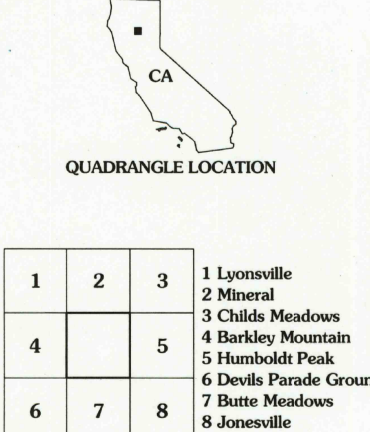 CA
QUADRANGLE LOCATION
1 2 3
4 5
6 7 8
1 Lyonsville
2 Mineral
3 Childs Meadows
4 Barkley Mountain
5 Humboldt Peak
6 Devils Parade Groun
7 Butte Meadows
8 Jonesville